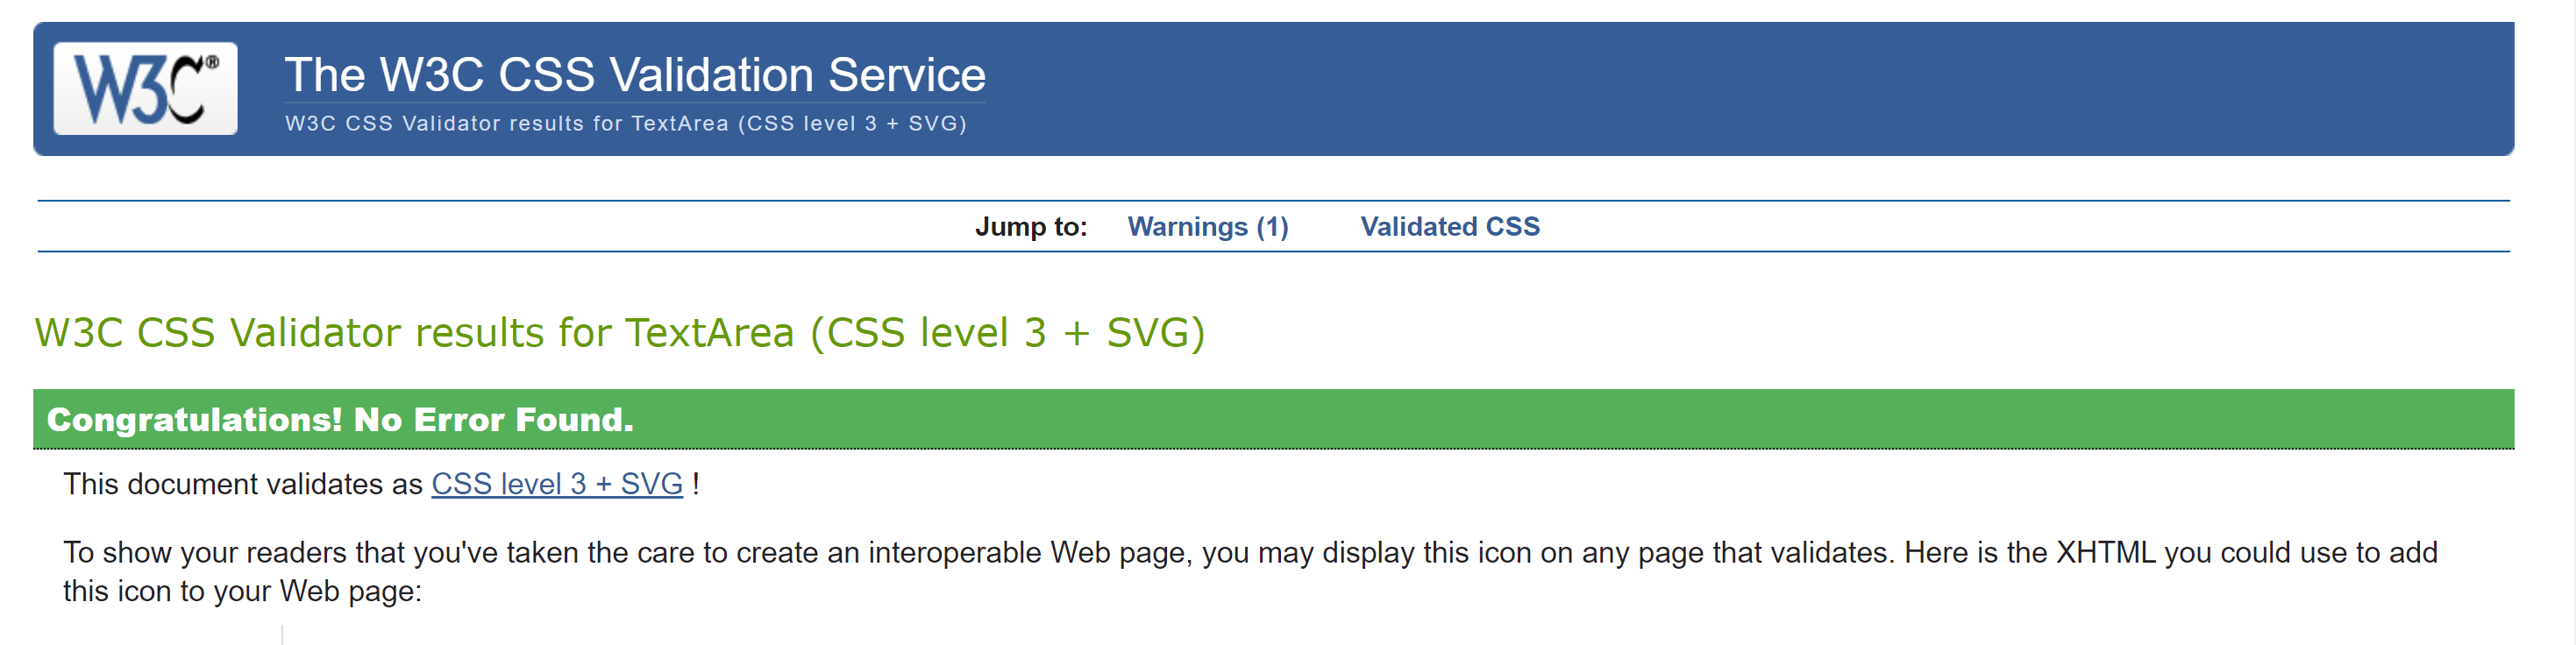 W3C®
The W3C CSS Validation Service
W3C CSS Validator results for TextArea (CSS level 3 + SVG)
Jump to: Warnings (1) Validated CSS
W3C CSS Validator results for TextArea (CSS level 3 + SVG)
Congratulations! No Error Found.
This document validates as CSS level 3 + SVG !
To show your readers that you've taken the care to create an interoperable Web page, you may display this icon on any page that validates. Here is the XHTML you could use to add
this icon to your Web page: